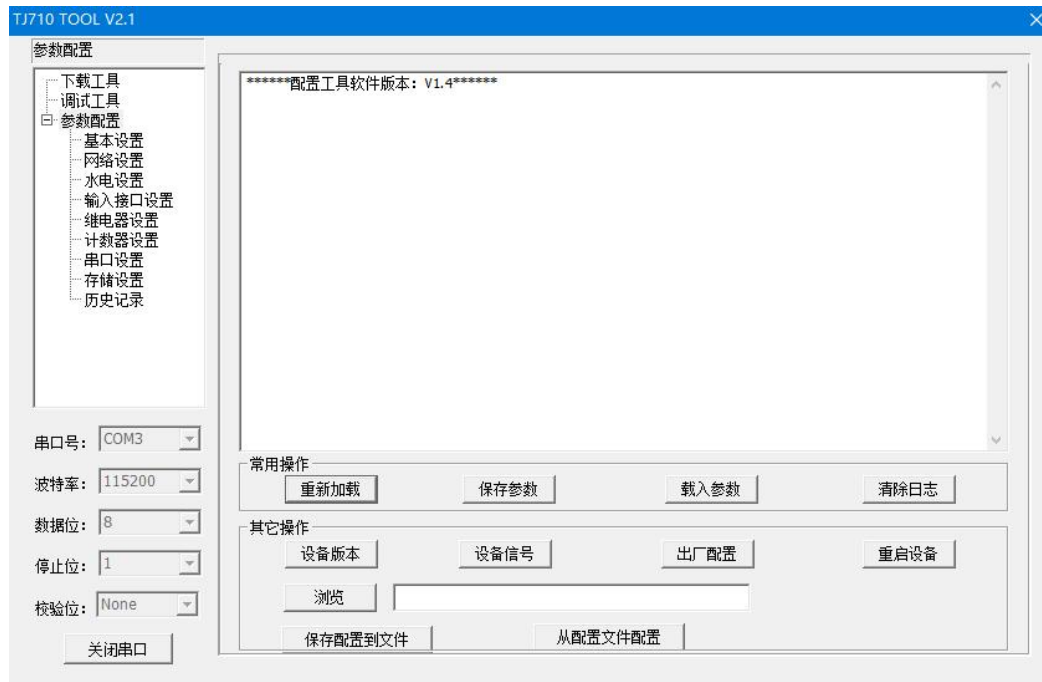 TJ710 TOOL V2.1
参数配置
下载工具
调试工具
参数配置
基本设置
网络设置
水电设置
输入接口设置
继电器设置
计数器设置
串口设置
存储设置
历史记录
******配置工具软件版本：V1.4******
串口号： COM3
波特率： 115200
数据位： 8
停止位： 1
校验位： None
关闭串口
常用操作
重新加载 保存参数 载入参数 清除日志
其它操作
设备版本 设备信号 出厂配置 重启设备
浏览
保存配置到文件 从配置文件配置